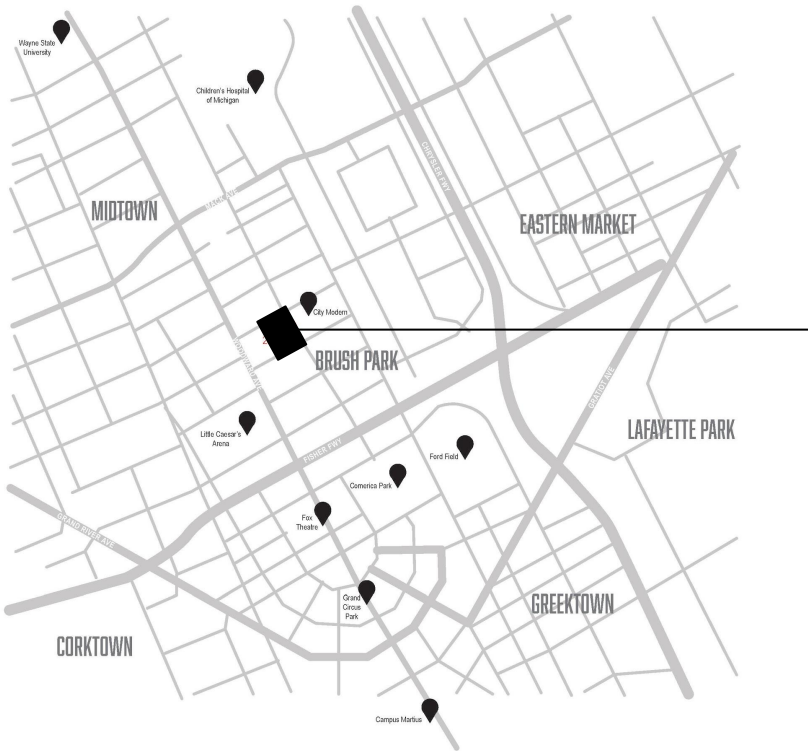 Wayne State
University
Children's Hospital
of Michigan
CHRYSLER FWY
MACK AVE
MIDTOWN
EASTERN MARKET
City Modern
2
WOODWARD AVE
BRUSH PARK
GRATIOT AVE
Little Caesar's
Arena
LAFAYETTE PARK
FISHER FWY
Ford Field
Comerica Park
GRAND RIVER AVE
Fox
Theatre
Grand
Circus
Park
GREEKTOWN
CORKTOWN
Campus Martius